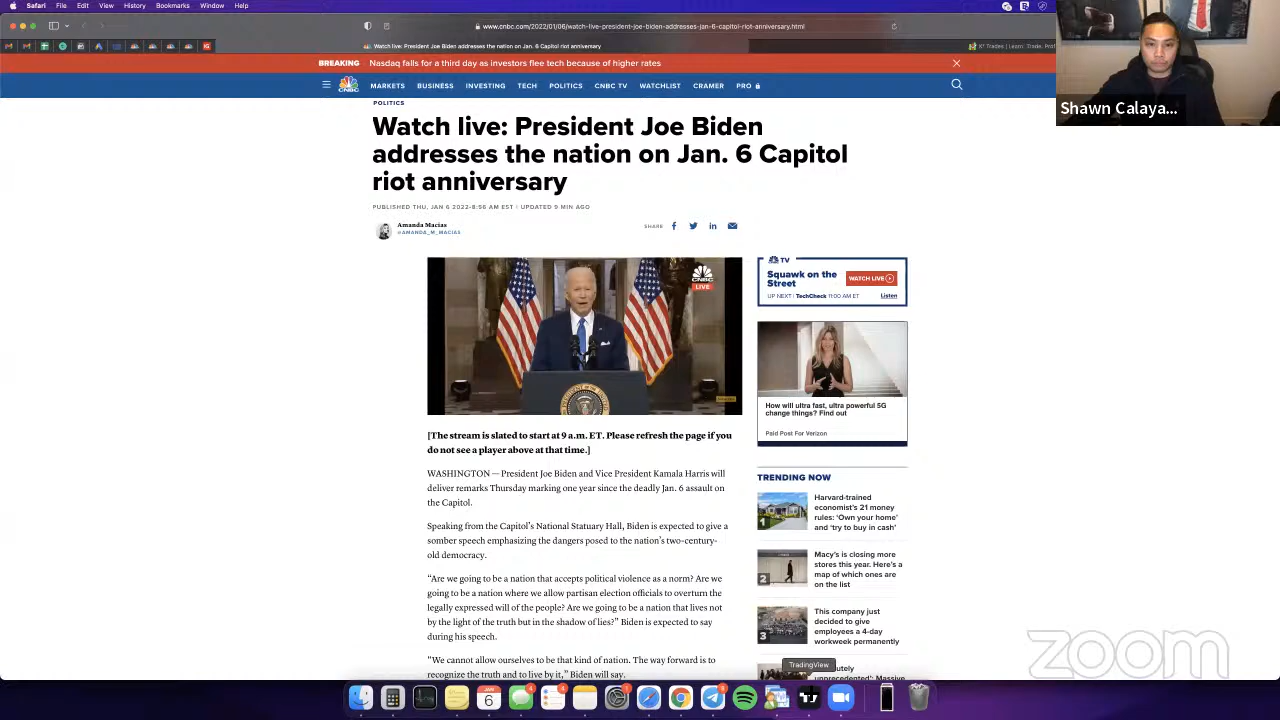 Safari File Edit View History Bookmarks Window Help
www.cnbc.com/2022/01/06/watch-live-president-joe-biden-addresses-jan-6-capitol-riot-anniversary.html
Watch live: President Joe Biden addresses the nation on Jan. 6 Capitol riot anniversary
BREAKING Nasdaq falls for a third day as investors flee tech because of higher rates
CNBC
MARKETS BUSINESS INVESTING TECH POLITICS CNBC TV WATCHLIST CRAMER PRO
Shawn Calaya...
POLITICS
Watch live: President Joe Biden
addresses the nation on Jan. 6 Capitol
riot anniversary
PUBLISHED THU, JAN 6 2022-8:56 AM EST | UPDATED 9 MIN AGO
Amanda Macias
@AMANDA_M_MACIAS
SHARE
CNBC
LIVE
[The stream is slated to start at 9 a.m. ET. Please refresh the page if you
do not see a player above at that time.]
WASHINGTON — President Joe Biden and Vice President Kamala Harris will
deliver remarks Thursday marking one year since the deadly Jan. 6 assault on
the Capitol.
Speaking from the Capitol's National Statuary Hall, Biden is expected to give a
somber speech emphasizing the dangers posed to the nation's two-century-
old democracy.
"Are we going to be a nation that accepts political violence as a norm? Are we
going to be a nation where we allow partisan election officials to overturn the
legally expressed will of the people? Are we going to be a nation that lives not
by the light of the truth but in the shadow of lies?" Biden is expected to say
during his speech.
"We cannot allow ourselves to be that kind of nation. The way forward is to
recognize the truth and to live by it," Biden will say.
TV
Squawk on the
Street
WATCH LIVE
UP NEXT | TechCheck 11:00 AM ET
Listen
How will ultra fast, ultra powerful 5G
change things? Find out
Paid Post For Verizon
TRENDING NOW
1
Harvard-trained
economist's 21 money
rules: 'Own your home'
and 'try to buy in cash'
2
Macy's is closing more
stores this year. Here's a
map of which ones are
on the list
3
This company just
decided to give
employees a 4-day
workweek permanently
TradingView
zoom
JAN
6